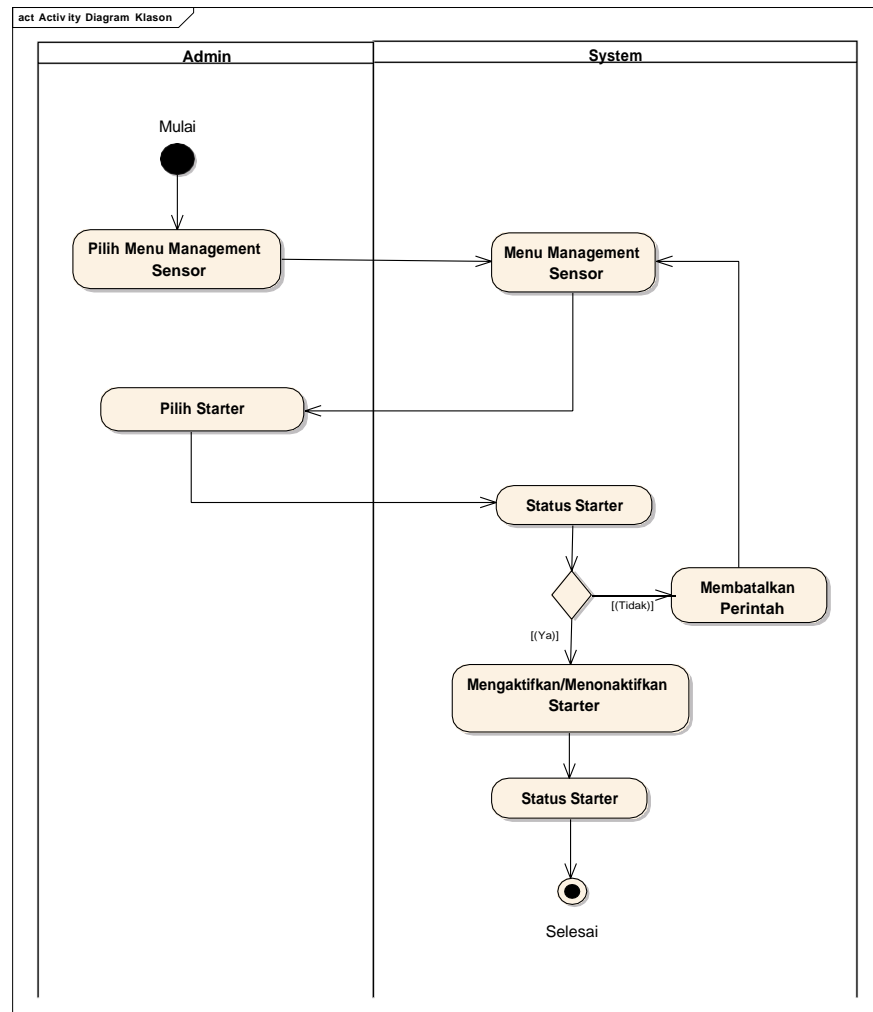 act Activity Diagram Klason
Admin
System
Mulai
Pilih Menu Management
Sensor
Menu Management
Sensor
Pilih Starter
Status Starter
[(Tidak)]
Membatalkan
Perintah
[(Ya)]
Mengaktifkan/Menonaktifkan
Starter
Status Starter
Selesai